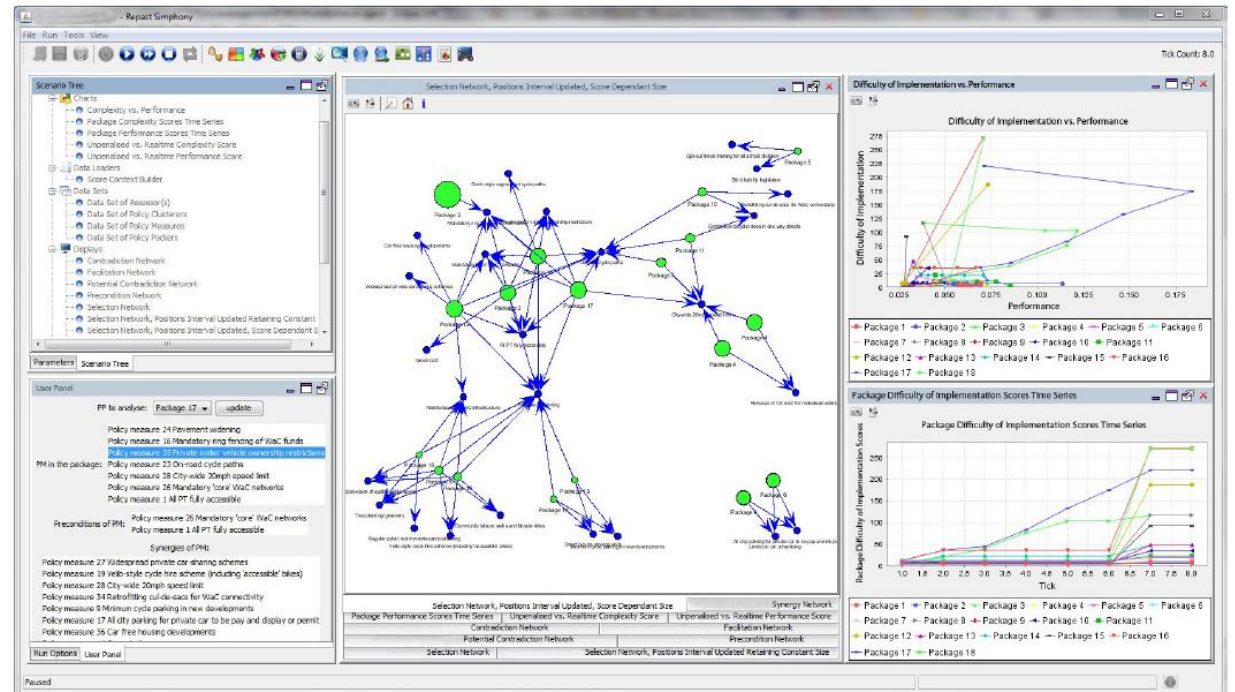 - Repast Simphony
File Run Tools View
Tick Count: 8.0
Scenario Tree
Charts
Complexity vs. Performance
Package Complexity Scores Time Series
Package Performance Scores Time Series
Unpenalised vs. Realtime Complexity Score
Unpenalised vs. Realtime Performance Score
Data Loaders
Score Context Builder
Data Sets
Data Set of Assessor(s)
Data Set of Policy Clusterers
Data Set of Policy Measures
Data Set of Policy Packers
Displays
Contradiction Network
Facilitation Network
Potential Contradiction Network
Precondition Network
Selection Network
Selection Network, Positions Interval Updated Retaining Constant
Selection Network, Positions Interval Updated, Score Dependant S
Parameters Scenario Tree
User Panel
PP to analyse: Package 17 update
Policy measure 24 Pavement widening
Policy measure 16 Mandatory ring fencing of WaC funds
Policy measure 35 Private motor vehicle ownership restrictions
PM in the package: Policy measure 23 On-road cycle paths
Policy measure 28 City-wide 20mph speed limit
Policy measure 26 Mandatory 'core' WaC networks
Policy measure 1 All PT fully accessible
Preconditions of PM: Policy measure 26 Mandatory 'core' WaC networks
Policy measure 1 All PT fully accessible
Synergies of PM:
Policy measure 27 Widespread private car-sharing schemes
Policy measure 19 Velib-style cycle hire scheme (including 'accessible' bikes)
Policy measure 28 City-wide 20mph speed limit
Policy measure 34 Retrofitting cul-de-sacs for WaC connectivity
Policy measure 9 Minimum cycle parking in new developments
Policy measure 17 All city parking for private car to be pay and display or permit
Policy measure 36 Car free housing developments
Run Options User Panel
Paused
Selection Network, Positions Interval Updated, Score Dependant Size
Package 5
Package 10
Package 11
Package 3
Package 2
Package 17
All PT fully accessible
Package 4
Package 15
Package 6
Selection Network, Positions Interval Updated, Score Dependant Size Synergy Network
Package Performance Scores Time Series Unpenalised vs. Realtime Complexity Score Unpenalised vs. Realtime Performance Score
Contradiction Network Facilitation Network
Potential Contradiction Network Precondition Network
Selection Network Selection Network, Positions Interval Updated Retaining Constant Size
Difficulty of Implementation vs. Performance
Difficulty of Implementation vs. Performance
Difficulty of Implementation
275
250
225
200
175
150
125
100
75
50
25
0
0.025 0.050 0.075 0.100 0.125 0.150 0.175
Performance
Package 1 Package 2 Package 3 Package 4 Package 5 Package 6
Package 7 Package 8 Package 9 Package 10 Package 11
Package 12 Package 13 Package 14 Package 15 Package 16
Package 17 Package 18
Package Difficulty of Implementation Scores Time Series
Package Difficulty of Implementation Scores Time Series
Package Difficulty of Implementation Scores
250
200
150
100
50
0
1.0 1.5 2.0 2.5 3.0 3.5 4.0 4.5 5.0 5.5 6.0 6.5 7.0 7.5 8.0
Tick
Package 1 Package 2 Package 3 Package 4 Package 5 Package 6
Package 7 Package 8 Package 9 Package 10 Package 11
Package 12 Package 13 Package 14 Package 15 Package 16
Package 17 Package 18